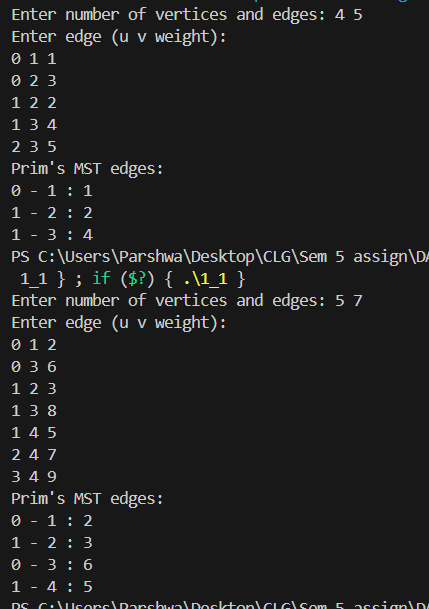 Enter number of vertices and edges: 4 5
Enter edge (u v weight):
0 1 1
0 2 3
1 2 2
1 3 4
2 3 5
Prim's MST edges:
0 - 1 : 1
1 - 2 : 2
1 - 3 : 4
PS C:\Users\Parshwa\Desktop\CLG\Sem 5 assign\DA
1_1 } ; if ($?) { .\1_1 }
Enter number of vertices and edges: 5 7
Enter edge (u v weight):
0 1 2
0 3 6
1 2 3
1 3 8
1 4 5
2 4 7
3 4 9
Prim's MST edges:
0 - 1 : 2
1 - 2 : 3
0 - 3 : 6
1 - 4 : 5
PS C:\Users\Parshwa\Desktop\CLG\Sem 5 assign\DA